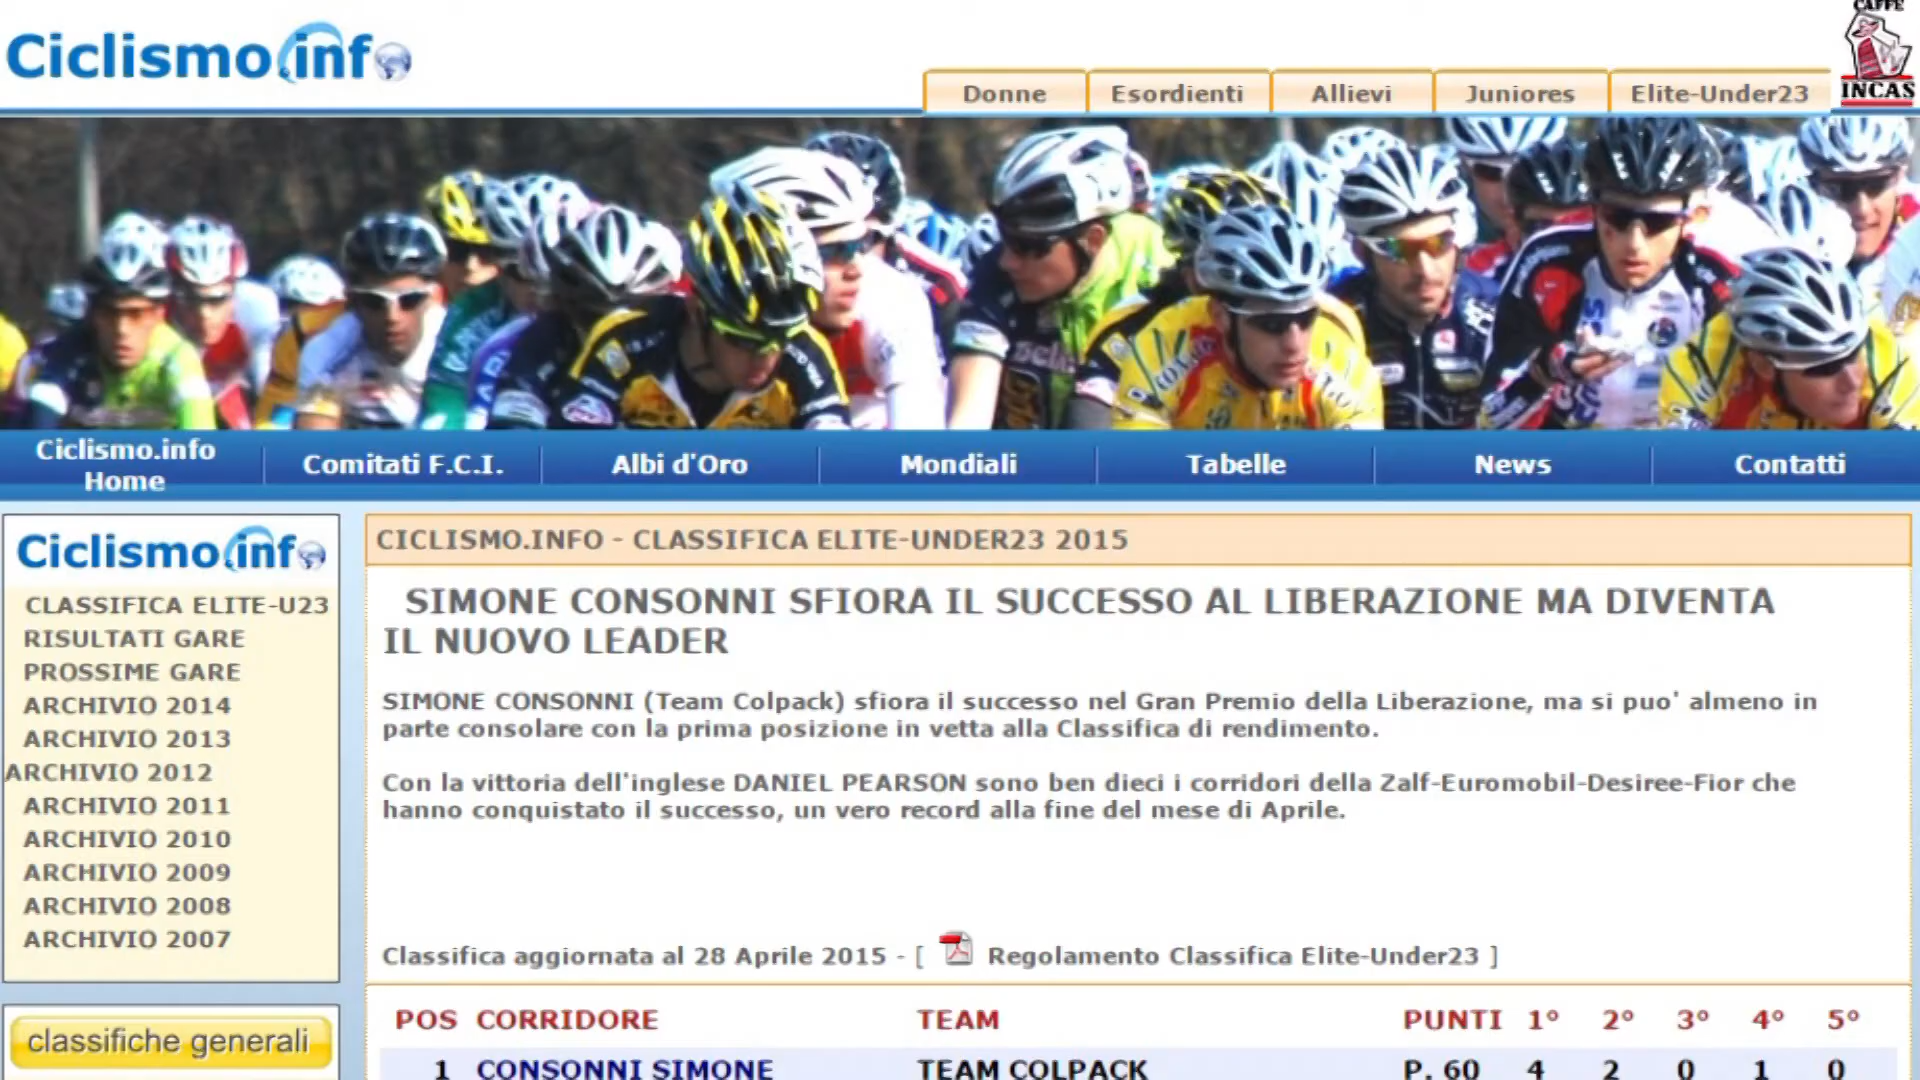 CAFFÈ
INCAS
Ciclismo.info
Donne Esordienti Allievi Juniores Elite-Under23
Ciclismo.info Home Comitati F.C.I. Albi d'Oro Mondiali Tabelle News Contatti
Ciclismo.info
CLASSIFICA ELITE-U23
RISULTATI GARE
PROSSIME GARE
ARCHIVIO 2014
ARCHIVIO 2013
ARCHIVIO 2012
ARCHIVIO 2011
ARCHIVIO 2010
ARCHIVIO 2009
ARCHIVIO 2008
ARCHIVIO 2007
classifiche generali
CICLISMO.INFO - CLASSIFICA ELITE-UNDER23 2015
SIMONE CONSONNI SFIORA IL SUCCESSO AL LIBERAZIONE MA DIVENTA
IL NUOVO LEADER
SIMONE CONSONNI (Team Colpack) sfiora il successo nel Gran Premio della Liberazione, ma si puo' almeno in
parte consolare con la prima posizione in vetta alla Classifica di rendimento.
Con la vittoria dell'inglese DANIEL PEARSON sono ben dieci i corridori della Zalf-Euromobil-Desiree-Fior che
hanno conquistato il successo, un vero record alla fine del mese di Aprile.
Classifica aggiornata al 28 Aprile 2015 - [ Regolamento Classifica Elite-Under23 ]
POS CORRIDORE TEAM PUNTI 1° 2° 3° 4° 5°
1 CONSONNI SIMONE TEAM COLPACK P. 60 4 2 0 1 0